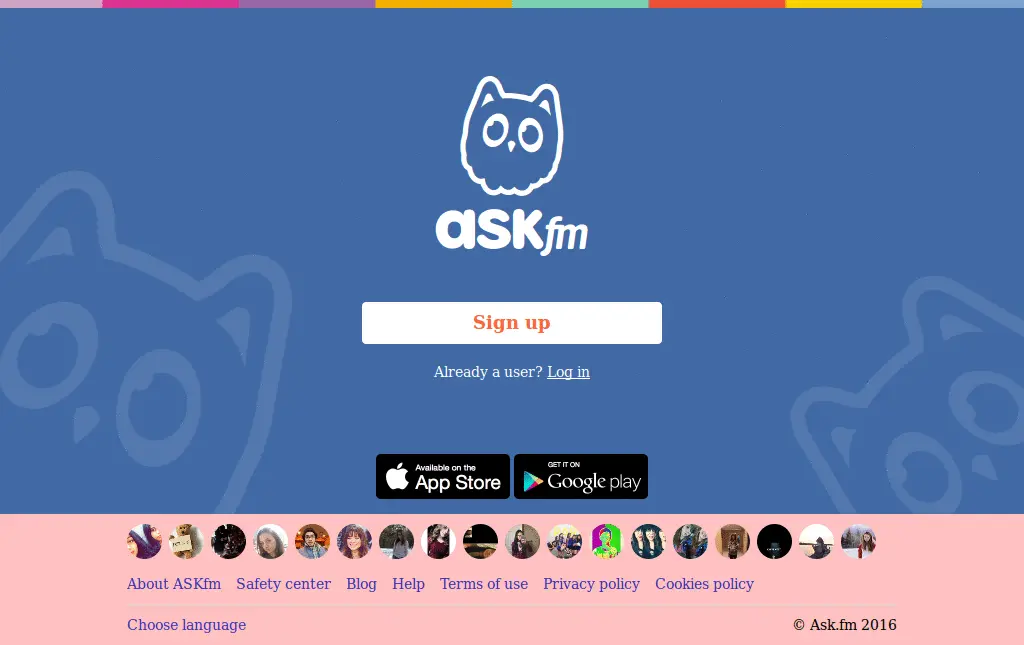 ASKfm
Sign up
Already a user? Log in
Available on the
App Store
GET IT ON
Google play
About ASKfm Safety center Blog Help Terms of use Privacy policy Cookies policy
Choose language
© Ask.fm 2016